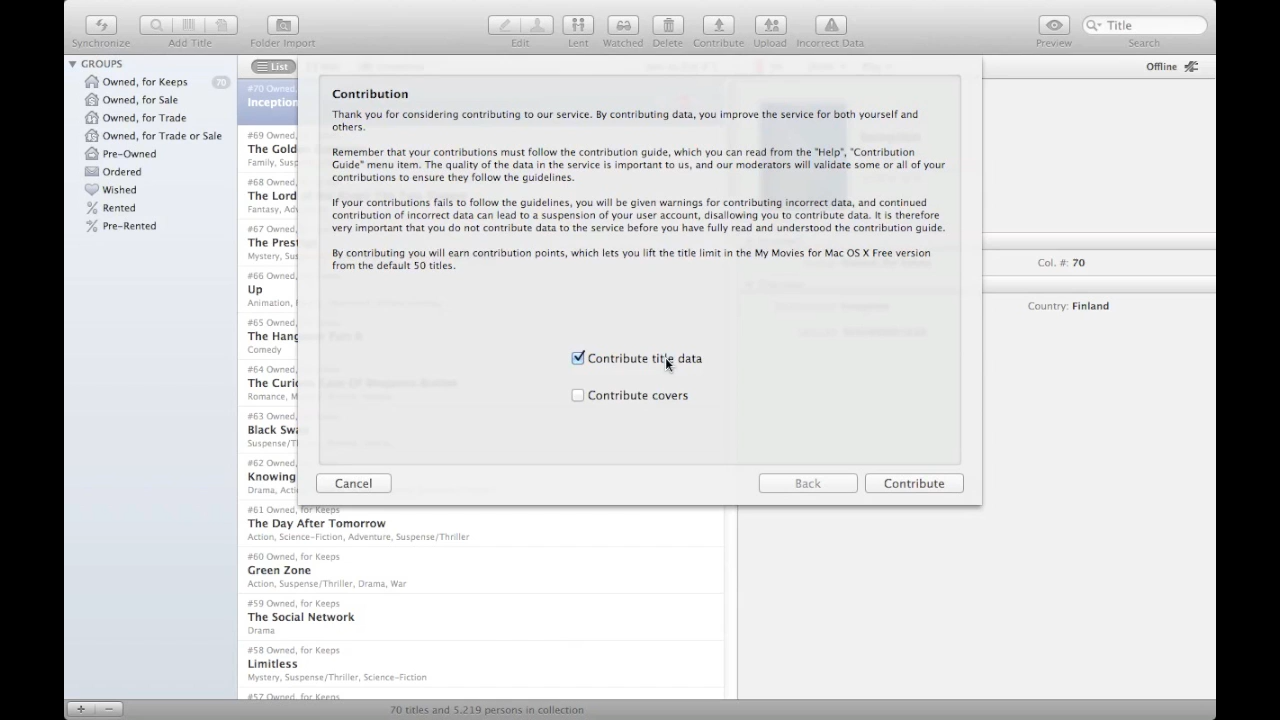 Title
Synchronize
Add Title
Folder Import
Edit
Lent
Watched
Delete
Contribute
Upload
Incorrect Data
Preview
Search
GROUPS
Owned, for Keeps 70
Owned, for Sale
Owned, for Trade
Owned, for Trade or Sale
Pre-Owned
Ordered
Wished
Rented
Pre-Rented
List
Offline
#70 Owned,
Inception
#69 Owned,
The Gold
Family, Susp
#68 Owned,
The Lord
Fantasy, Adv
#67 Owned,
The Prest
Mystery, Sus
#66 Owned,
Up
Animation,
#65 Owned,
The Hang
Comedy
#64 Owned,
The Curi
Romance, M
#63 Owned,
Black Swa
Suspense/Th
#62 Owned,
Knowing
Drama, Acti
#61 Owned, for Keeps
The Day After Tomorrow
Action, Science-Fiction, Adventure, Suspense/Thriller
#60 Owned, for Keeps
Green Zone
Action, Suspense/Thriller, Drama, War
#59 Owned, for Keeps
The Social Network
Drama
#58 Owned, for Keeps
Limitless
Mystery, Suspense/Thriller, Science-Fiction
#57 Owned, for Keeps
Contribution
Thank you for considering contributing to our service. By contributing data, you improve the service for both yourself and
others.
Remember that your contributions must follow the contribution guide, which you can read from the "Help", "Contribution
Guide" menu item. The quality of the data in the service is important to us, and our moderators will validate some or all of your
contributions to ensure they follow the guidelines.
If your contributions fails to follow the guidelines, you will be given warnings for contributing incorrect data, and continued
contribution of incorrect data can lead to a suspension of your user account, disallowing you to contribute data. It is therefore
very important that you do not contribute data to the service before you have fully read and understood the contribution guide.
By contributing you will earn contribution points, which lets you lift the title limit in the My Movies for Mac OS X Free version
from the default 50 titles.
Contribute title data
Contribute covers
Cancel
Back
Contribute
Col. #: 70
Country: Finland
70 titles and 5.219 persons in collection